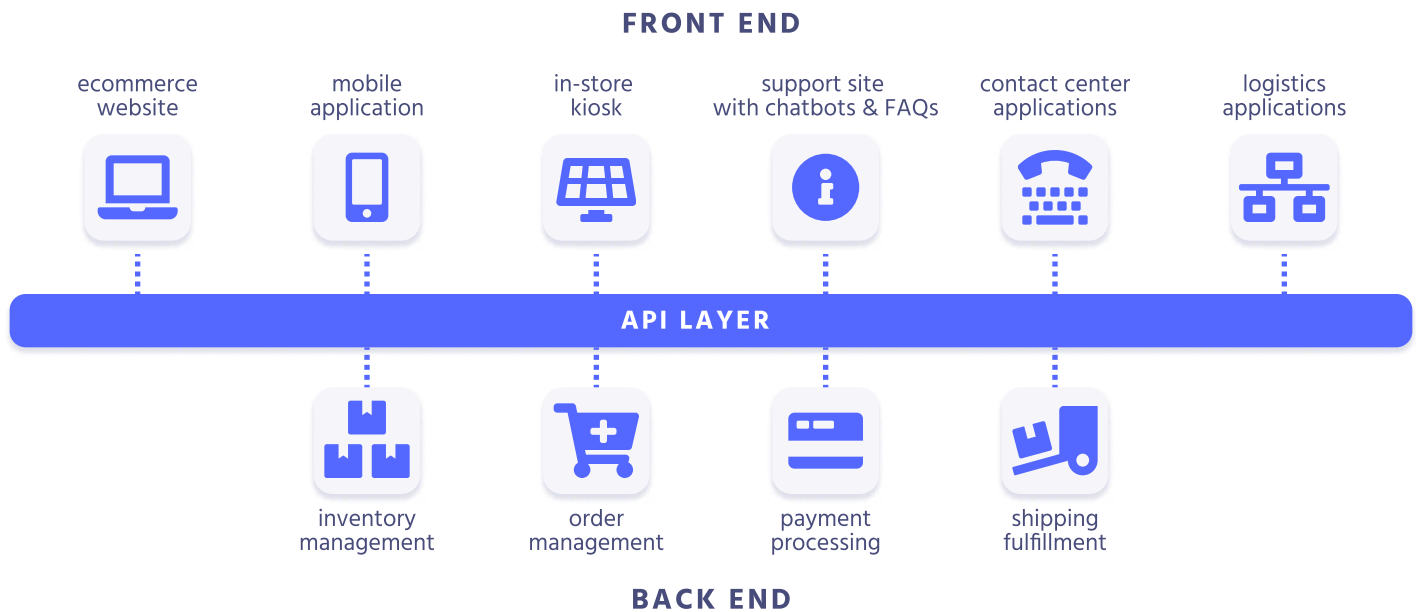 FRONT END
ecommerce
website
mobile
application
in-store
kiosk
support site
with chatbots & FAQs
contact center
applications
logistics
applications
API LAYER
inventory
management
order
management
payment
processing
shipping
fulfillment
BACK END